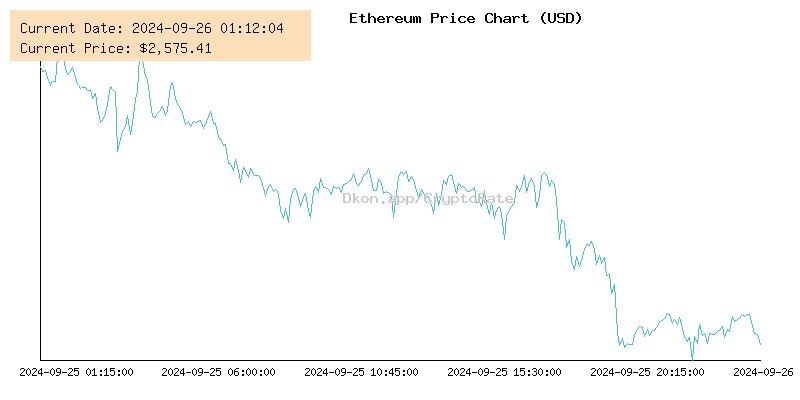 Ethereum Price Chart (USD)
Current Date: 2024-09-26 01:12:04
Current Price: $2,575.41
Dkon.app/CryptoRate
2024-09-25 01:15:00 2024-09-25 06:00:00 2024-09-25 10:45:00 2024-09-25 15:30:00 2024-09-25 20:15:00 2024-09-26